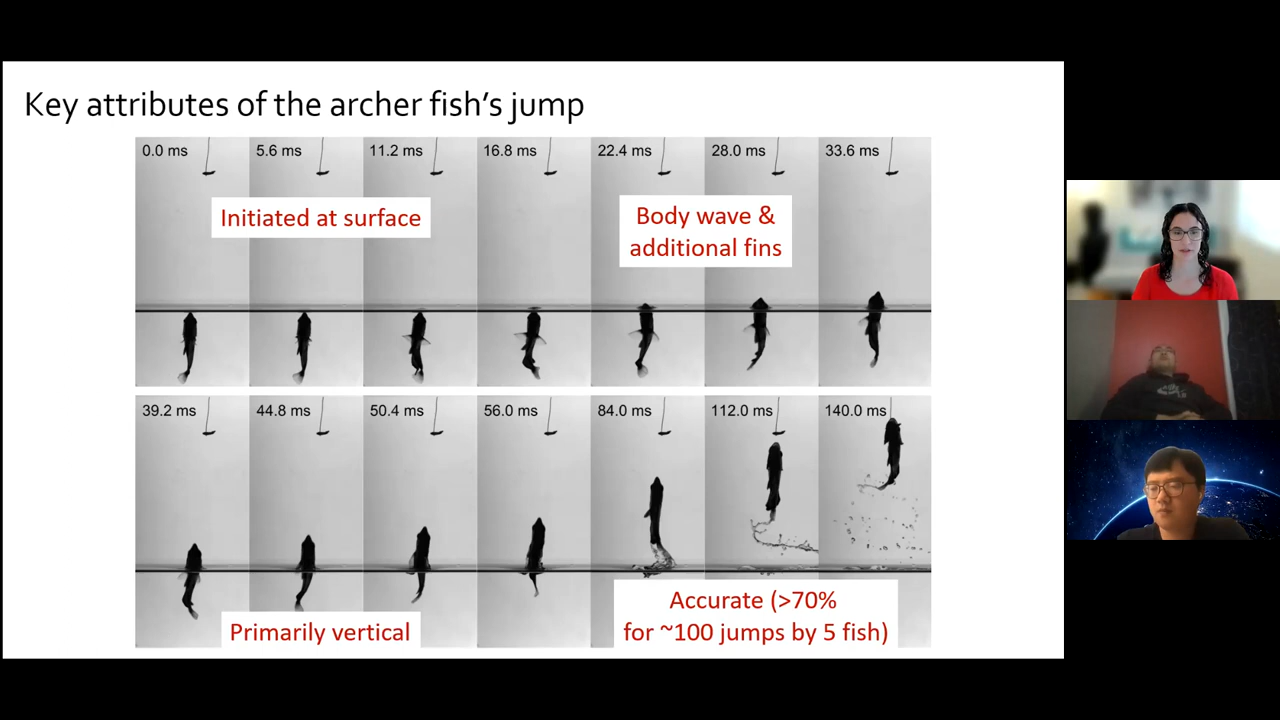 Key attributes of the archer fish's jump
0.0 ms
5.6 ms
11.2 ms
16.8 ms
22.4 ms
28.0 ms
33.6 ms
Initiated at surface
Body wave &
additional fins
39.2 ms
44.8 ms
50.4 ms
56.0 ms
84.0 ms
112.0 ms
140.0 ms
Primarily vertical
Accurate (>70%
for ~100 jumps by 5 fish)